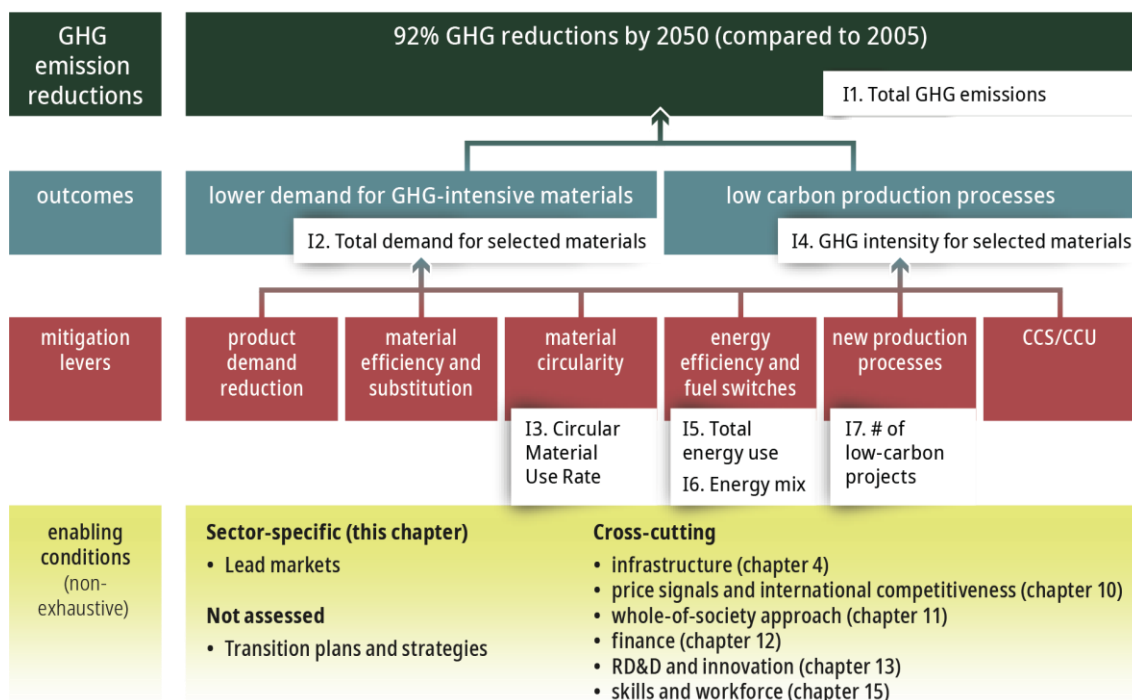 GHG
emission
reductions
92% GHG reductions by 2050 (compared to 2005)
I1. Total GHG emissions
outcomes
lower demand for GHG-intensive materials
low carbon production processes
I2. Total demand for selected materials
I4. GHG intensity for selected materials
mitigation
levers
product
demand
reduction
material
efficiency and
substitution
material
circularity
energy
efficiency and
fuel switches
new production
processes
CCS/CCU
I3. Circular
Material
Use Rate
I5. Total
energy use
I6. Energy mix
I7. # of
low-carbon
projects
enabling
conditions
(non-
exhaustive)
Sector-specific (this chapter)
• Lead markets
Not assessed
• Transition plans and strategies
Cross-cutting
• infrastructure (chapter 4)
• price signals and international competitiveness (chapter 10)
• whole-of-society approach (chapter 11)
• finance (chapter 12)
• RD&D and innovation (chapter 13)
• skills and workforce (chapter 15)